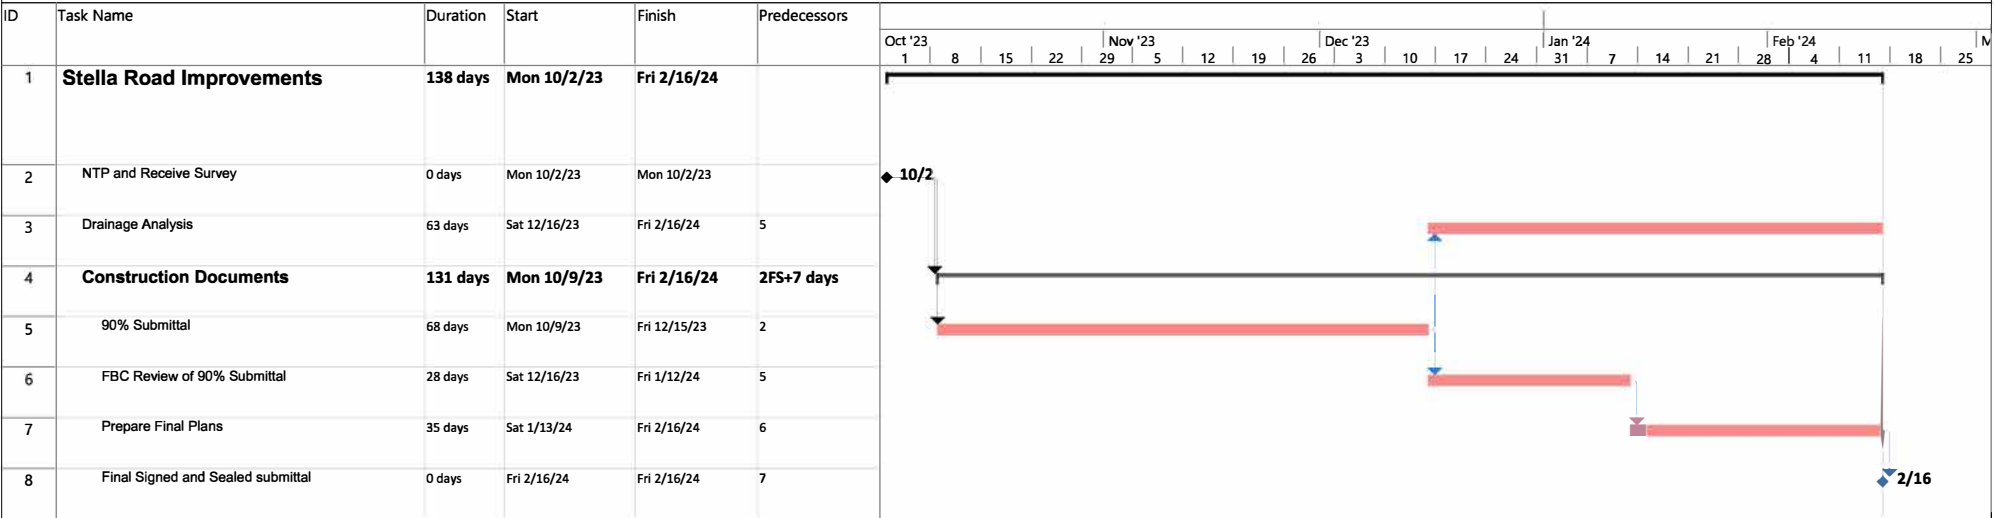 ID Task Name Duration Start Finish Predecessors
Oct '23 Nov '23 Dec '23 Jan '24 Feb '24 M
1 8 15 22 29 5 12 19 26 3 10 17 24 31 7 14 21 28 4 11 18 25
1 Stella Road Improvements 138 days Mon 10/2/23 Fri 2/16/24
2 NTP and Receive Survey 0 days Mon 10/2/23 Mon 10/2/23 10/2
3 Drainage Analysis 63 days Sat 12/16/23 Fri 2/16/24 5
4 Construction Documents 131 days Mon 10/9/23 Fri 2/16/24 2FS+7 days
5 90% Submittal 68 days Mon 10/9/23 Fri 12/15/23 2
6 FBC Review of 90% Submittal 28 days Sat 12/16/23 Fri 1/12/24 5
7 Prepare Final Plans 35 days Sat 1/13/24 Fri 2/16/24 6
8 Final Signed and Sealed submittal 0 days Fri 2/16/24 Fri 2/16/24 7 2/16